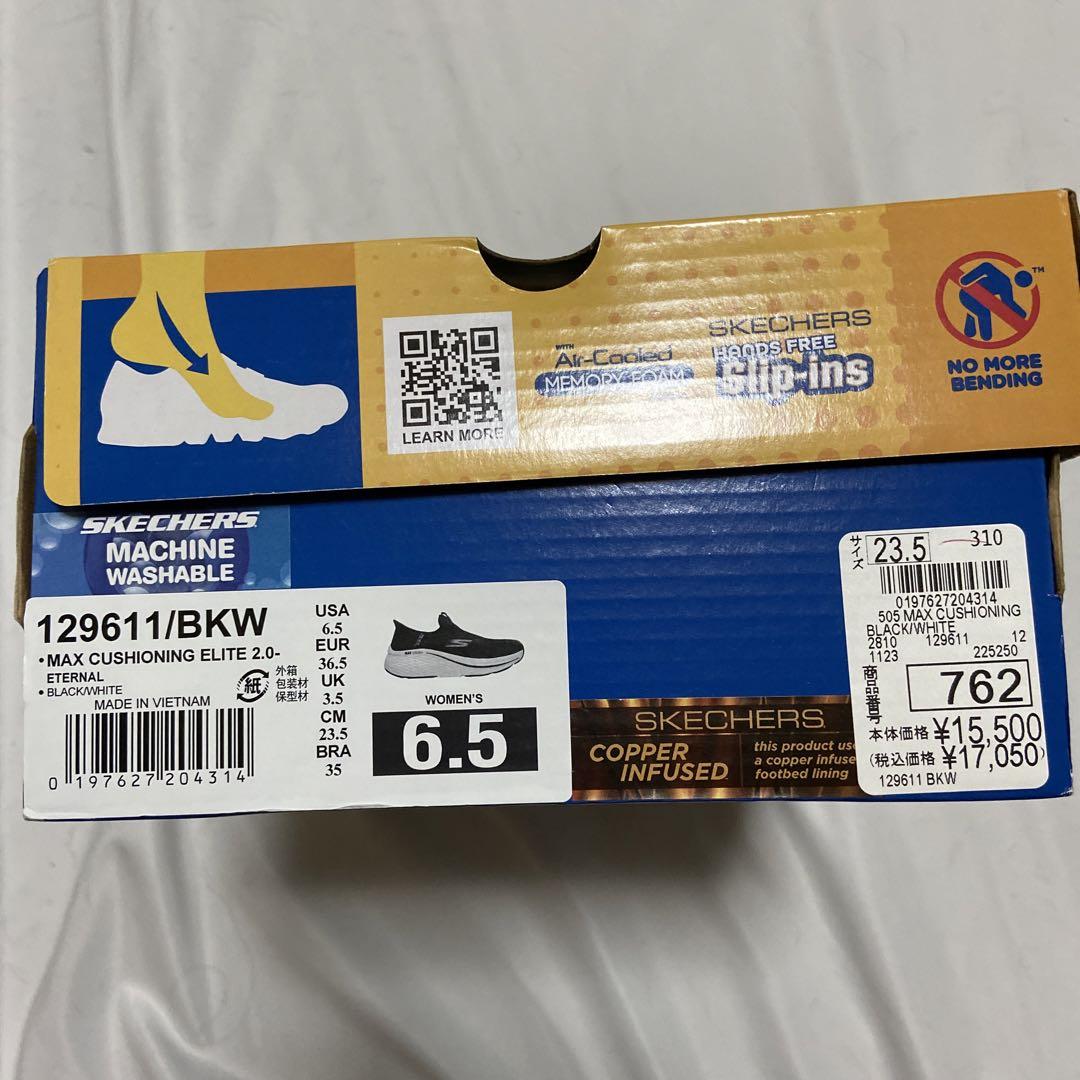 LEARN MORE
WITH
Air-Cooled
MEMORY FOAM
SKECHERS
HANDS FREE
Slip-ins
TM
NO MORE
BENDING
SKECHERS
MACHINE
WASHABLE
129611/BKW
•MAX CUSHIONING ELITE 2.0-
ETERNAL
• BLACK/WHITE
MADE IN VIETNAM
紙
外箱
包装材
保型材
0 197627 204314
USA
6.5
EUR
36.5
UK
3.5
CM
23.5
BRA
35
WOMEN'S
6.5
SKECHERS
COPPER
INFUSED
this product use
a copper infuse
footbed lining
サイズ
23.5
310
0197627204314
505 MAX CUSHIONING
BLACK/WHITE
2810 129611 12
1123 225250
商品番号
762
本体価格 ¥15,500
(税込価格 ¥17,050)
129611 BKW